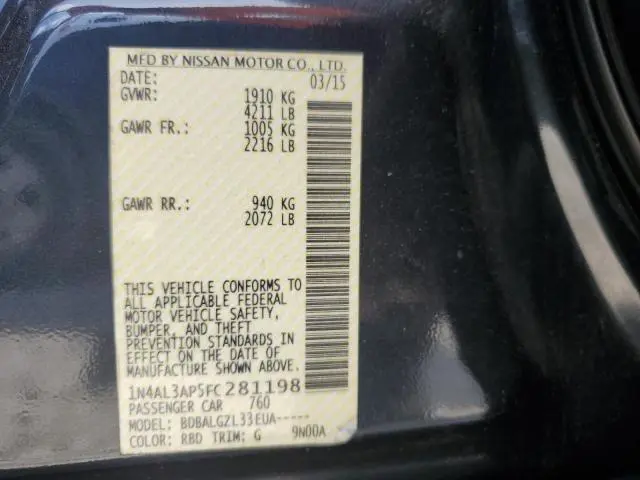 MFD BY NISSAN MOTOR CO., LTD.
DATE: 03/15
GVWR: 1910 KG
4211 LB
GAWR FR.: 1005 KG
2216 LB
GAWR RR.: 940 KG
2072 LB
THIS VEHICLE CONFORMS TO
ALL APPLICABLE FEDERAL
MOTOR VEHICLE SAFETY,
BUMPER, AND THEFT
PREVENTION STANDARDS IN
EFFECT ON THE DATE OF
MANUFACTURE SHOWN ABOVE.
1N4AL3AP5FC281198
PASSENGER CAR 760
MODEL: BDBALGZL33EUA-----
COLOR: RBD TRIM: G 9N00A